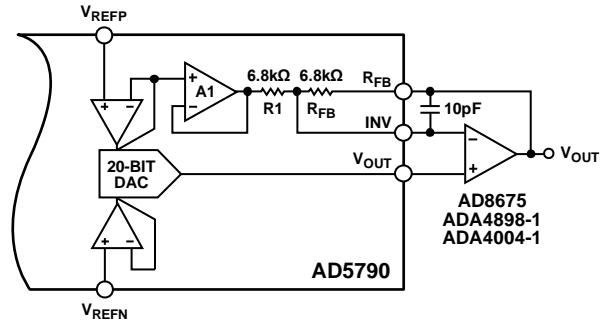 VREFP
6.8kΩ 6.8kΩ RFB
+ − + A1 −
R1 RFB
10pF
INV
20-BIT
DAC
VOUT
− + VOUT
AD8675
ADA4898-1
ADA4004-1
+ −
AD5790
VREFN